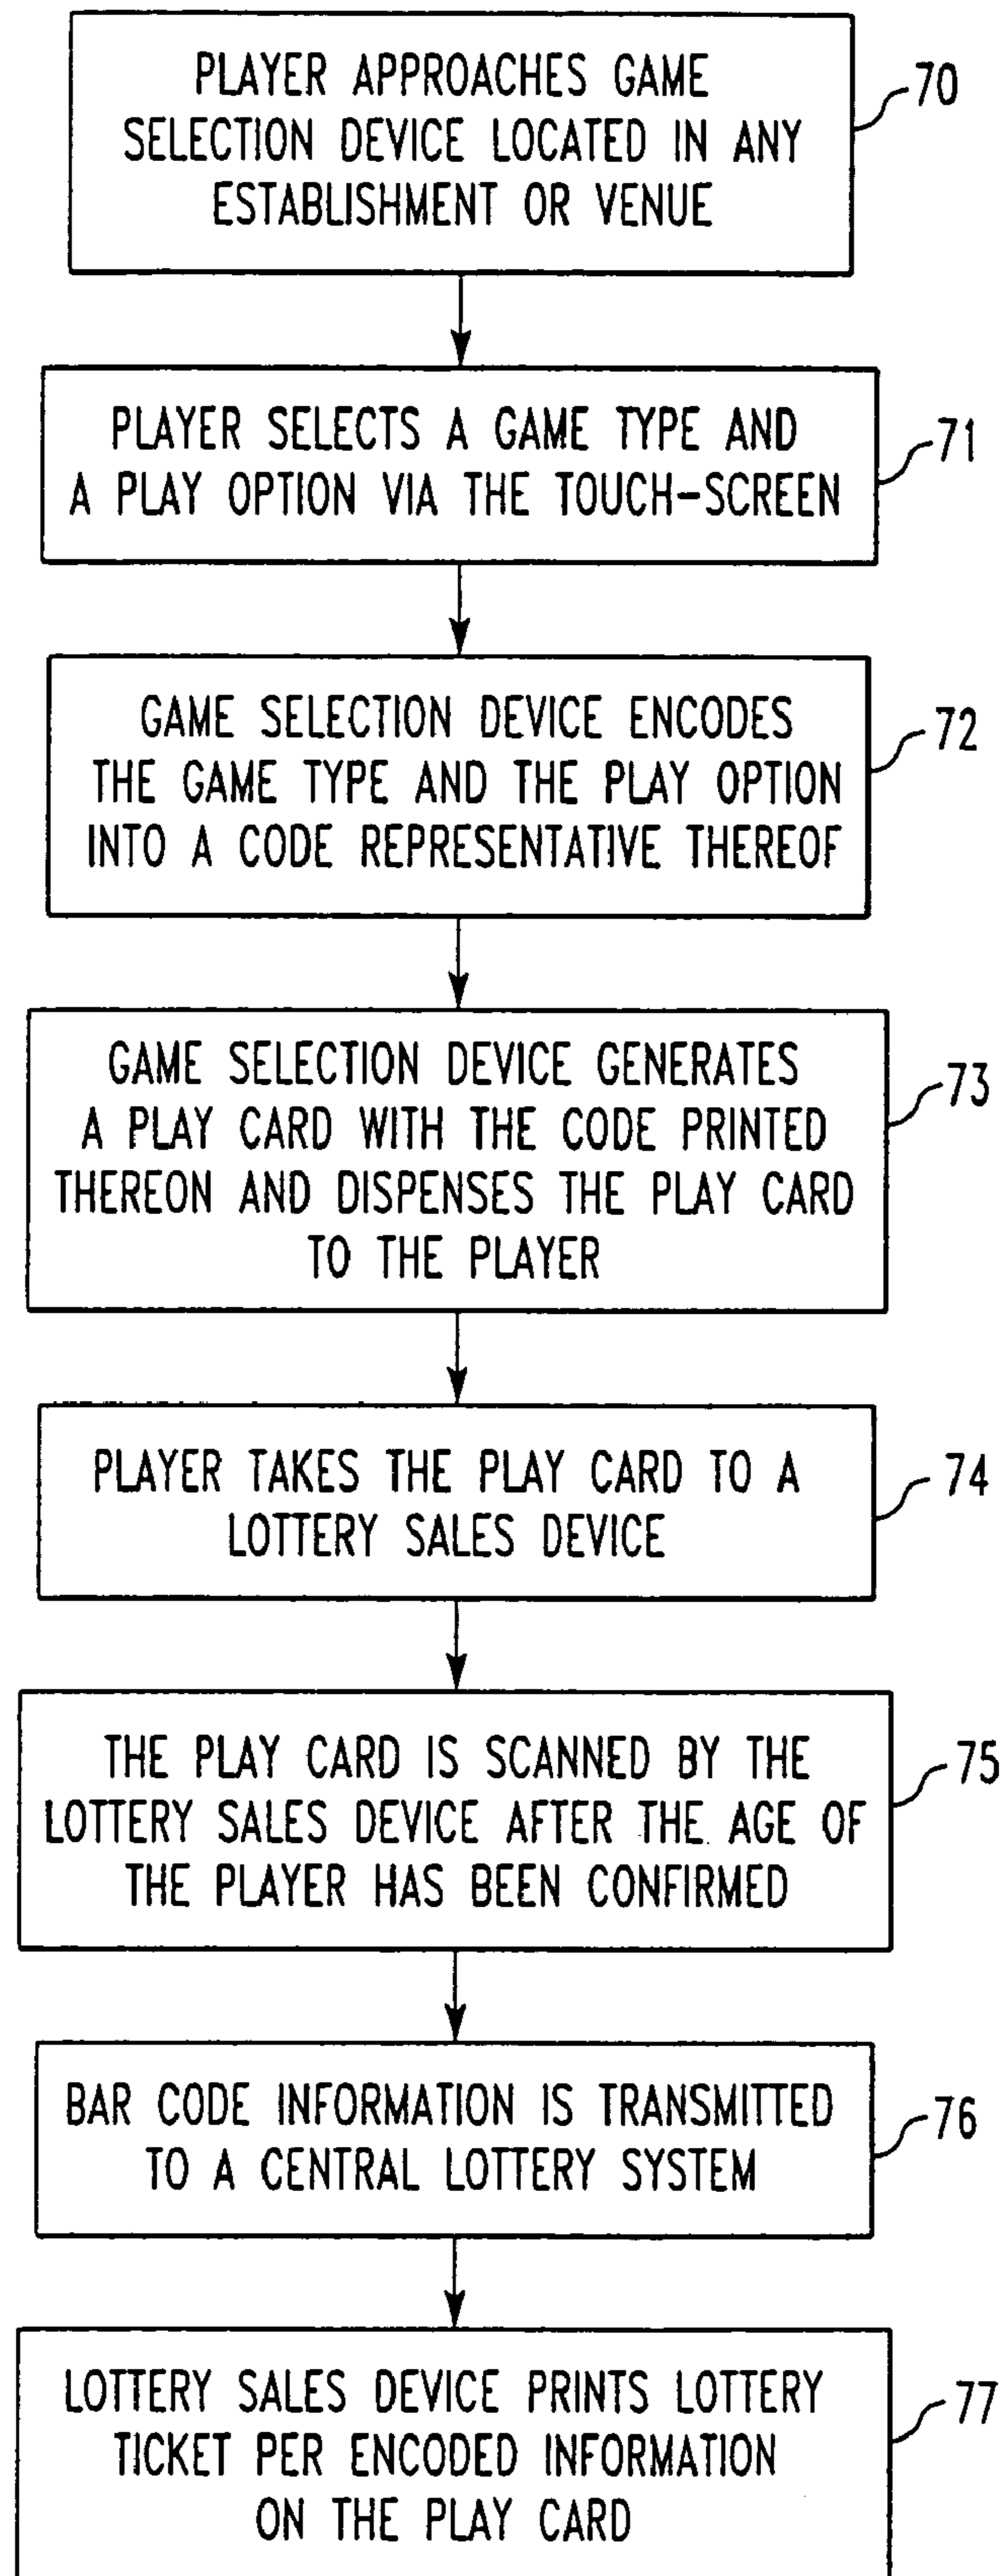 PLAYER APPROACHES GAME
SELECTION DEVICE LOCATED IN ANY
ESTABLISHMENT OR VENUE
70
PLAYER SELECTS A GAME TYPE AND
A PLAY OPTION VIA THE TOUCH-SCREEN
71
GAME SELECTION DEVICE ENCODES
THE GAME TYPE AND THE PLAY OPTION
INTO A CODE REPRESENTATIVE THEREOF
72
GAME SELECTION DEVICE GENERATES
A PLAY CARD WITH THE CODE PRINTED
THEREON AND DISPENSES THE PLAY CARD
TO THE PLAYER
73
PLAYER TAKES THE PLAY CARD TO A
LOTTERY SALES DEVICE
74
THE PLAY CARD IS SCANNED BY THE
LOTTERY SALES DEVICE AFTER THE AGE OF
THE PLAYER HAS BEEN CONFIRMED
75
BAR CODE INFORMATION IS TRANSMITTED
TO A CENTRAL LOTTERY SYSTEM
76
LOTTERY SALES DEVICE PRINTS LOTTERY
TICKET PER ENCODED INFORMATION
ON THE PLAY CARD
77